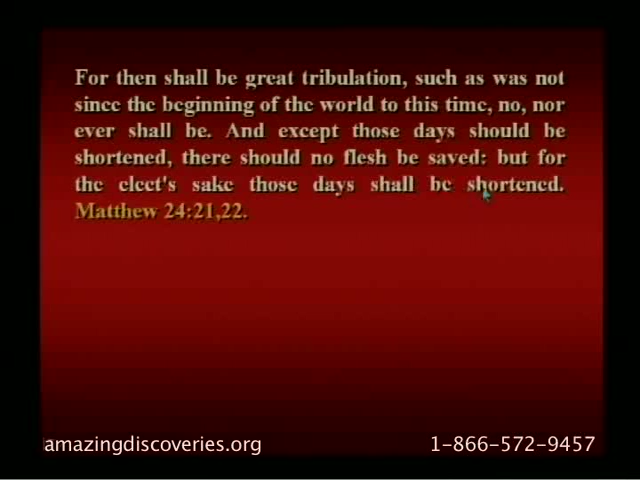 For then shall be great tribulation, such as was not
since the beginning of the world to this time, no, nor
ever shall be. And except those days should be
shortened, there should no flesh be saved: but for
the elect's sake those days shall be shortened.
Matthew 24:21,22.
amazingdiscoveries.org 1-866-572-9457